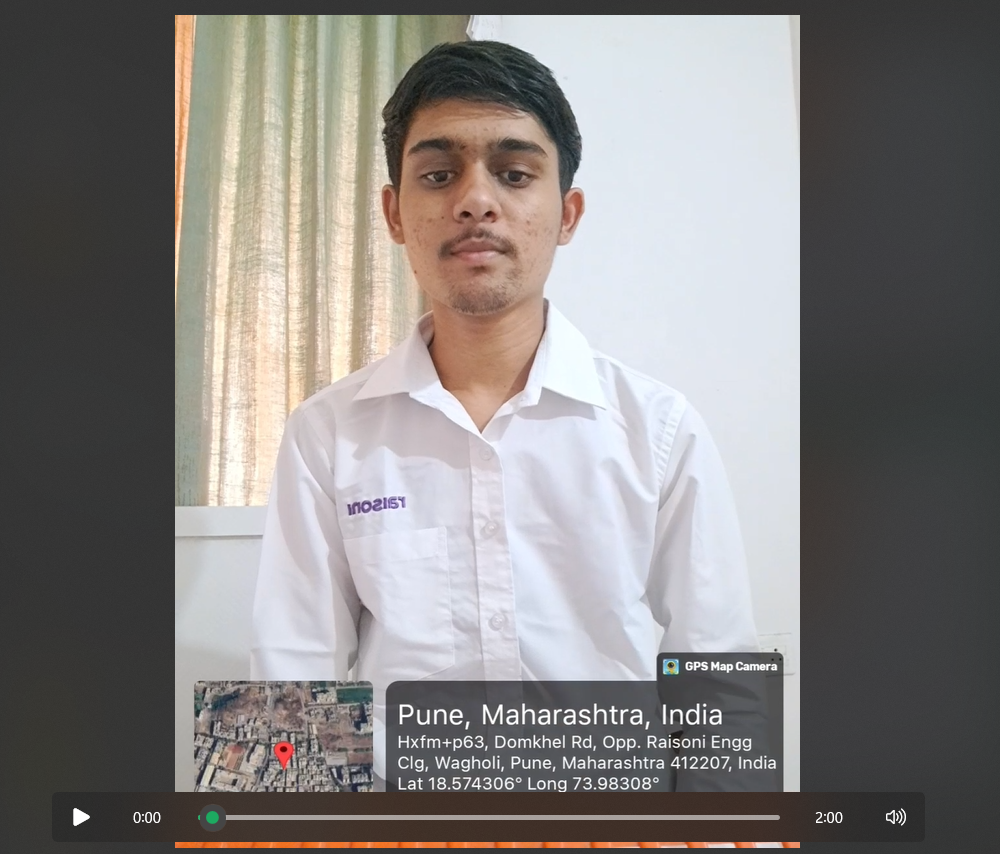 raisoni
GPS Map Camera
Pune, Maharashtra, India
Hxfm+p63, Domkhel Rd, Opp. Raisoni Engg
Clg, Wagholi, Pune, Maharashtra 412207, India
Lat 18.574306° Long 73.98308°
0:00
2:00